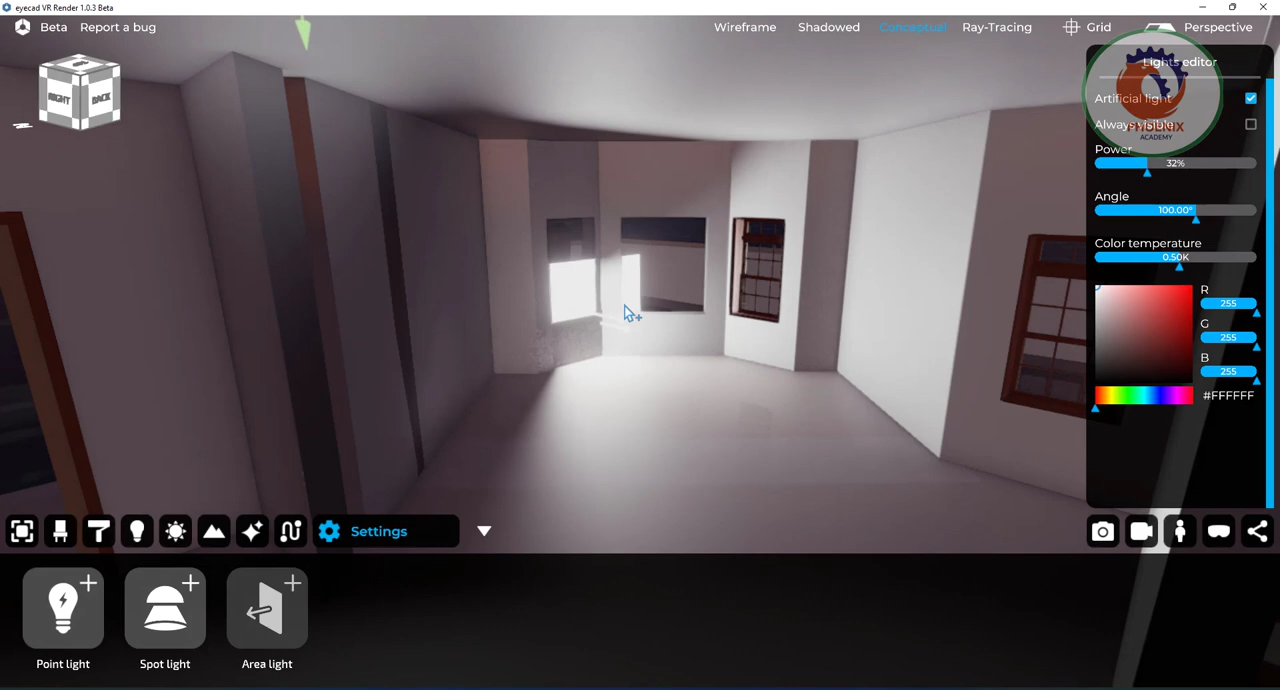 eyecad VR Render 1.0.3 Beta
Beta Report a bug Wireframe Shadowed Conceptual Ray-Tracing Grid Perspective
RIGHT BACK
Lights editor
Artificial light
Always visible
ACADEMY
Power
32%
Angle
100.00°
Color temperature
0.50K
R
255
G
255
B
255
#FFFFFF
Settings
Point light Spot light Area light